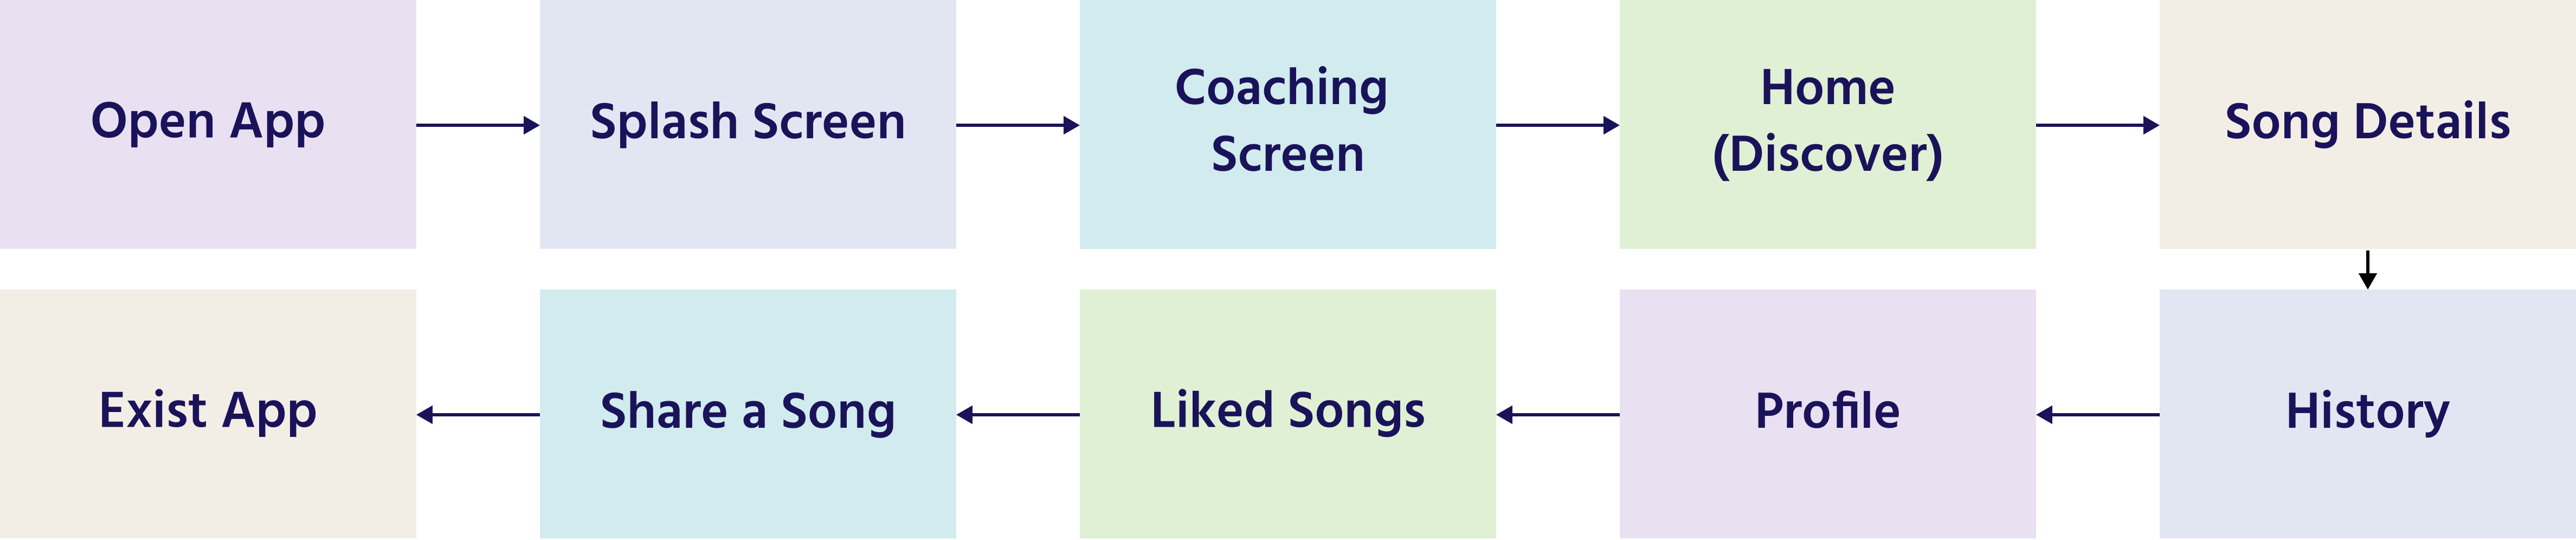 Open App
Splash Screen
Coaching
Screen
Home
(Discover)
Song Details
Exist App
Share a Song
Liked Songs
Profile
History